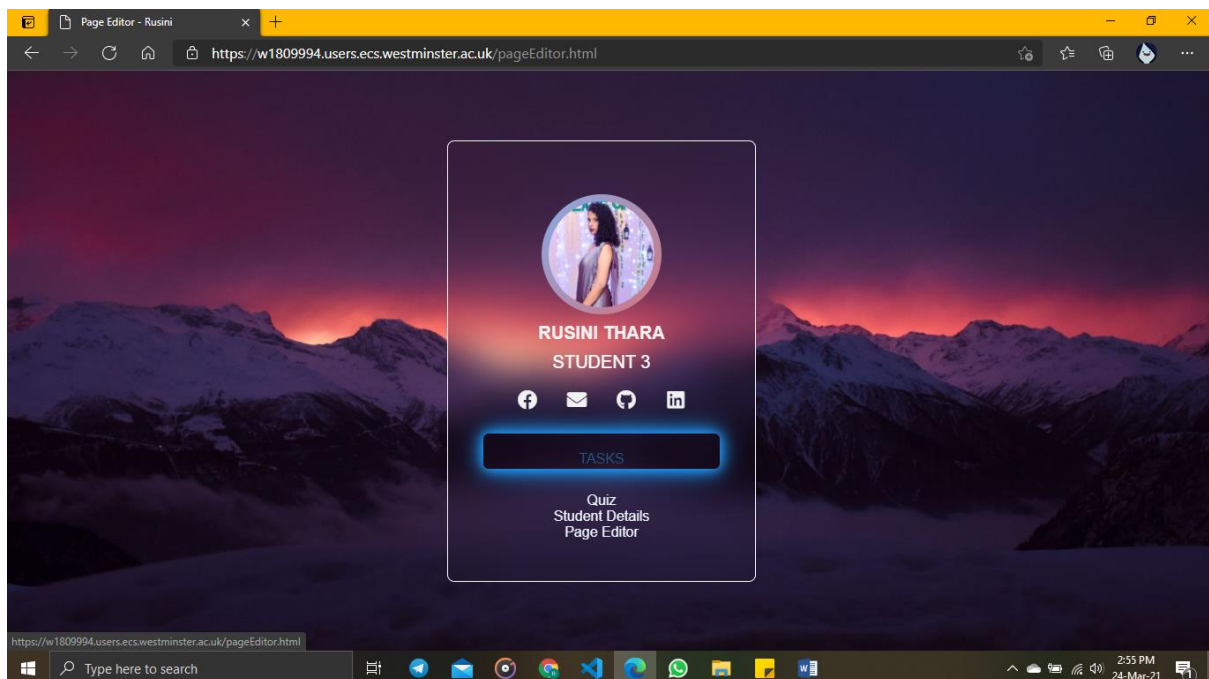 Page Editor - Rusini
https://w1809994.users.ecs.westminster.ac.uk/pageEditor.html
RUSINI THARA
STUDENT 3
in
TASKS
Quiz
Student Details
Page Editor
https://w1809994.users.ecs.westminster.ac.uk/pageEditor.html
Type here to search
2:55 PM
24-Mar-21